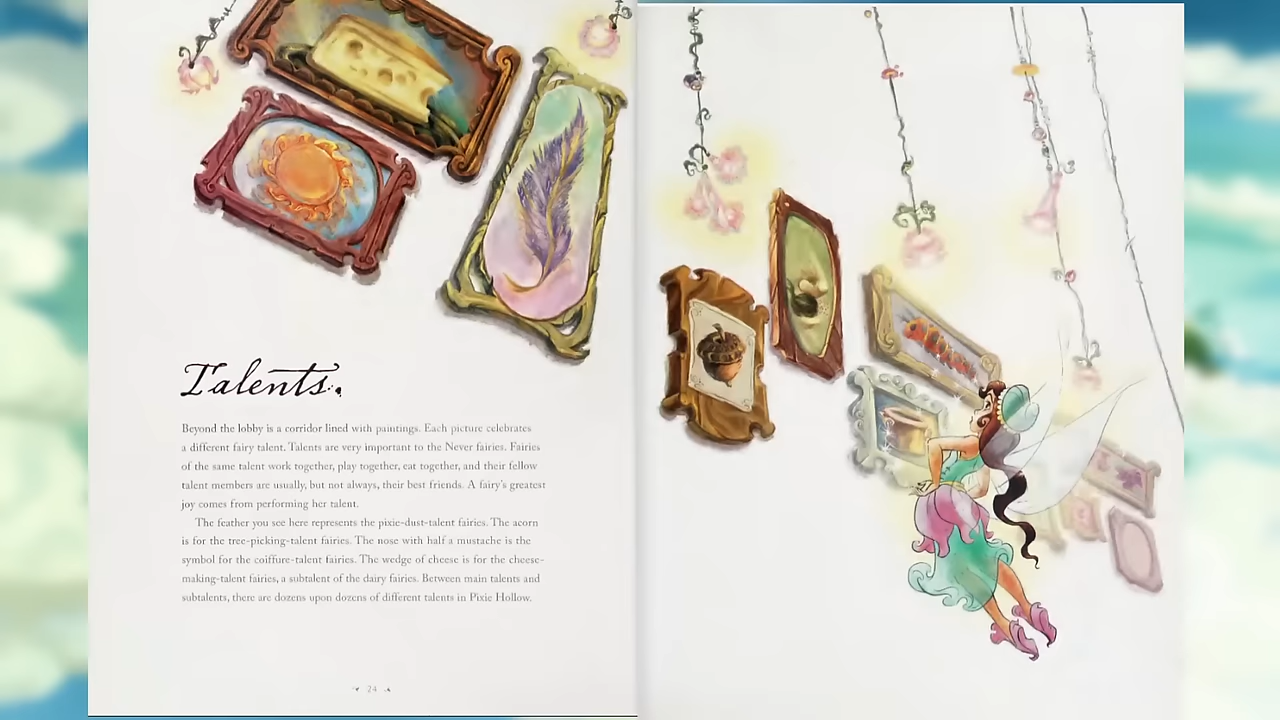 Talents.
Beyond the lobby is a corridor lined with paintings. Each picture celebrates
a different fairy talent. Talents are very important to the Never fairies. Fairies
of the same talent work together, play together, eat together, and their fellow
talent members are usually, but not always, their best friends. A fairy's greatest
joy comes from performing her talent.
The feather you see here represents the pixie-dust-talent fairies. The acorn
is for the tree-picking-talent fairies. The nose with half a mustache is the
symbol for the coiffure-talent fairies. The wedge of cheese is for the cheese-
making-talent fairies, a subtalent of the dairy fairies. Between main talents and
subtalents, there are dozens upon dozens of different talents in Pixie Hollow.
24